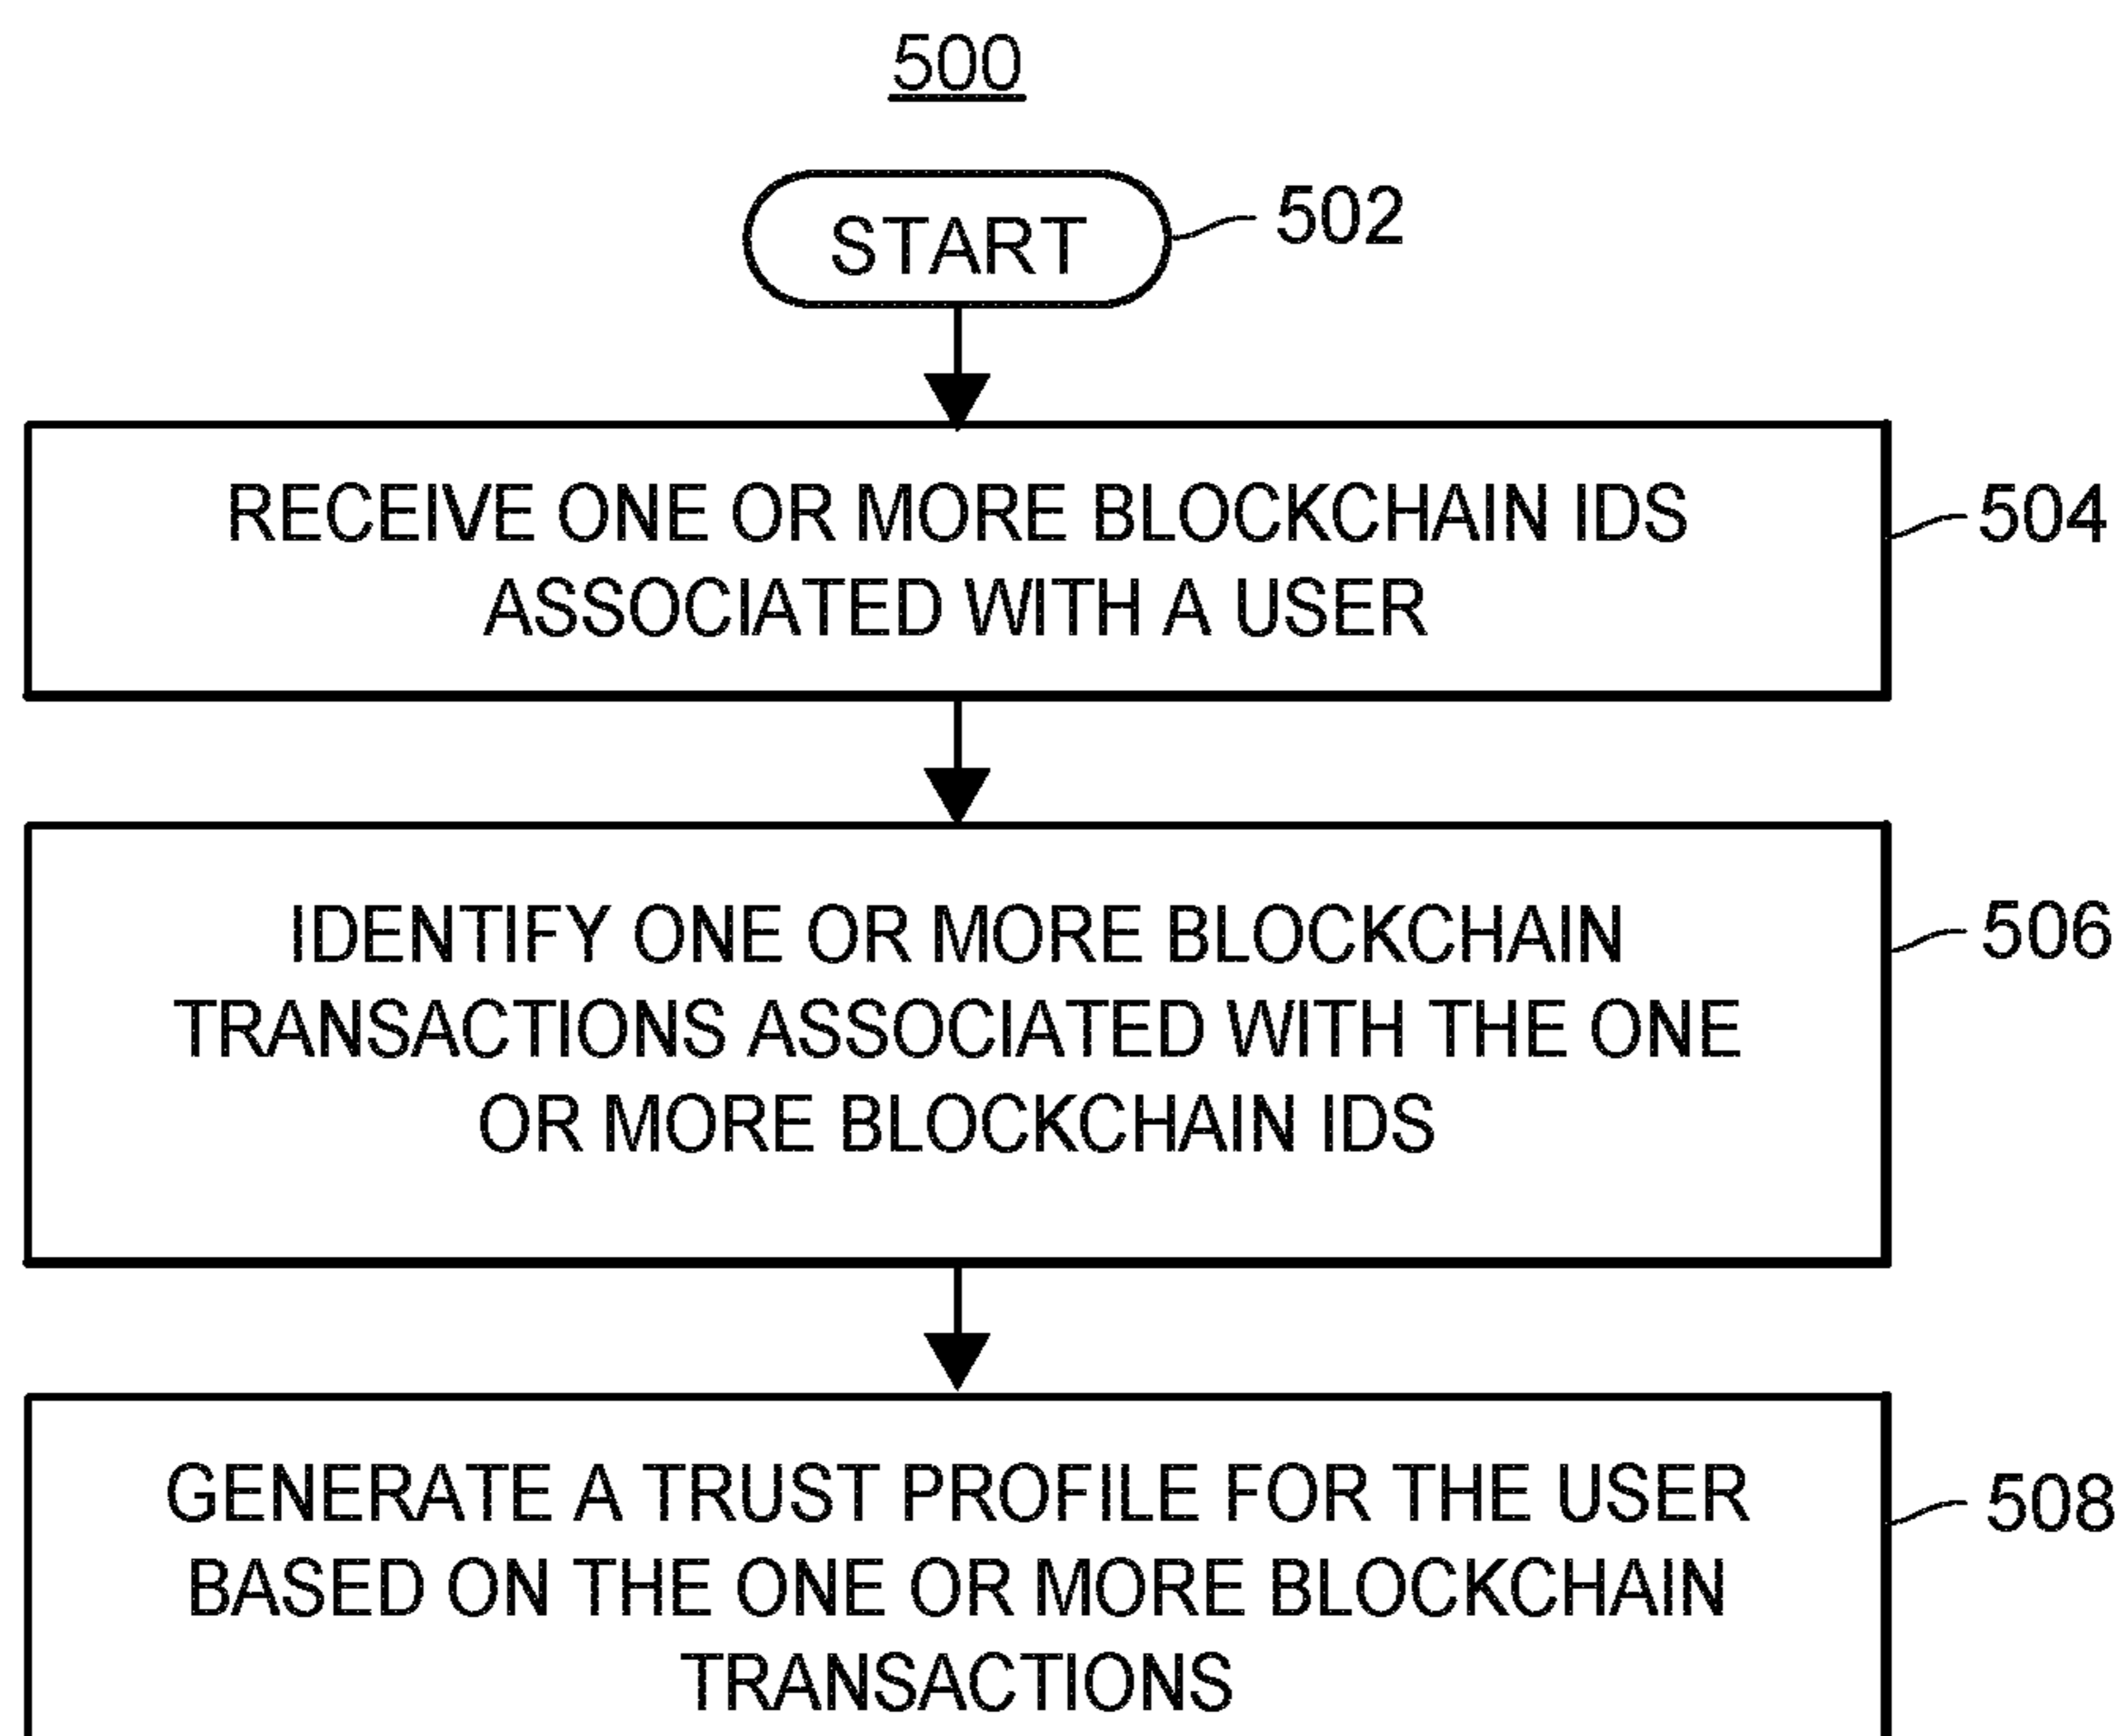 500
START 502
RECEIVE ONE OR MORE BLOCKCHAIN IDS 504
ASSOCIATED WITH A USER
IDENTIFY ONE OR MORE BLOCKCHAIN 506
TRANSACTIONS ASSOCIATED WITH THE ONE
OR MORE BLOCKCHAIN IDS
GENERATE A TRUST PROFILE FOR THE USER 508
BASED ON THE ONE OR MORE BLOCKCHAIN
TRANSACTIONS